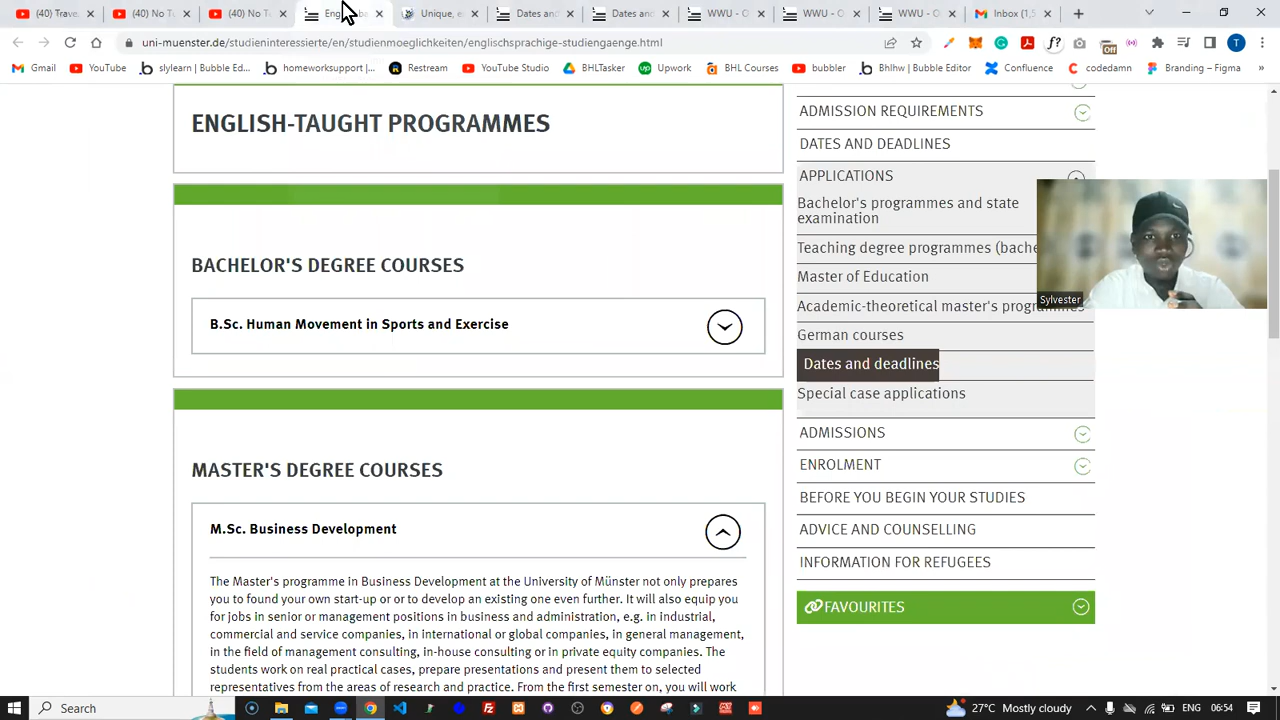 (40) Trave
(40) No Tu
(40) No Tu
Engl
Unique, e
Dates an
Dates an
WWU - O
WWU - O
WWU - O
Inbox (1,5
uni-muenster.de/studieninteressierte/en/studienmoeglichkeiten/englischsprachige-studiengaenge.html
Off
T
Gmail
YouTube
slylearn | Bubble Ed...
homeworksupport |...
Restream
YouTube Studio
BHLTasker
Upwork
BHL Courses
bubbler
Bhlhw | Bubble Editor
Confluence
codedamn
Branding – Figma
»
ENGLISH-TAUGHT PROGRAMMES
BACHELOR'S DEGREE COURSES
B.Sc. Human Movement in Sports and Exercise
MASTER'S DEGREE COURSES
M.Sc. Business Development
The Master's programme in Business Development at the University of Münster not only prepares
you to found your own start-up or or to develop an existing one even further. It will also equip you
for jobs in senior or management positions in business and administration, e.g. in industrial,
commercial and service companies, in international or global companies, in general management,
in the field of management consulting, in-house consulting or in private equity companies. The
students work on real practical cases, prepare presentations and present them to selected
representatives from the areas of research and practice. From the first semester on, you will work
ADMISSION REQUIREMENTS
DATES AND DEADLINES
APPLICATIONS
Bachelor's programmes and state
examination
Teaching degree programmes (bache
Master of Education
Academic-theoretical master's programmes
German courses
Dates and deadlines
Special case applications
ADMISSIONS
ENROLMENT
BEFORE YOU BEGIN YOUR STUDIES
ADVICE AND COUNSELLING
INFORMATION FOR REFUGEES
FAVOURITES
Sylvester
Search
27°C Mostly cloudy
ENG
06:54